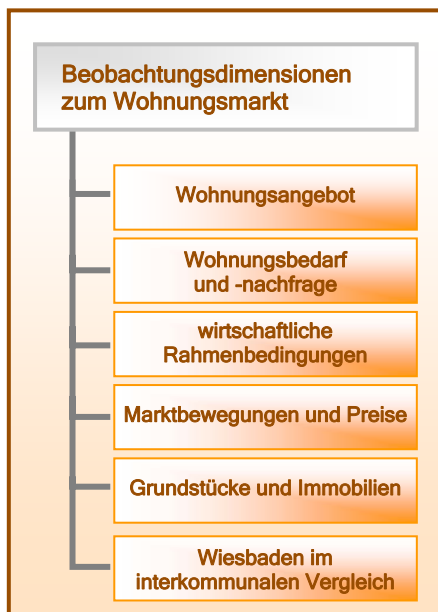 Beobachtungsdimensionen
zum Wohnungsmarkt
Wohnungsangebot
Wohnungsbedarf
und -nachfrage
wirtschaftliche
Rahmenbedingungen
Marktbewegungen und Preise
Grundstücke und Immobilien
Wiesbaden im
interkommunalen Vergleich